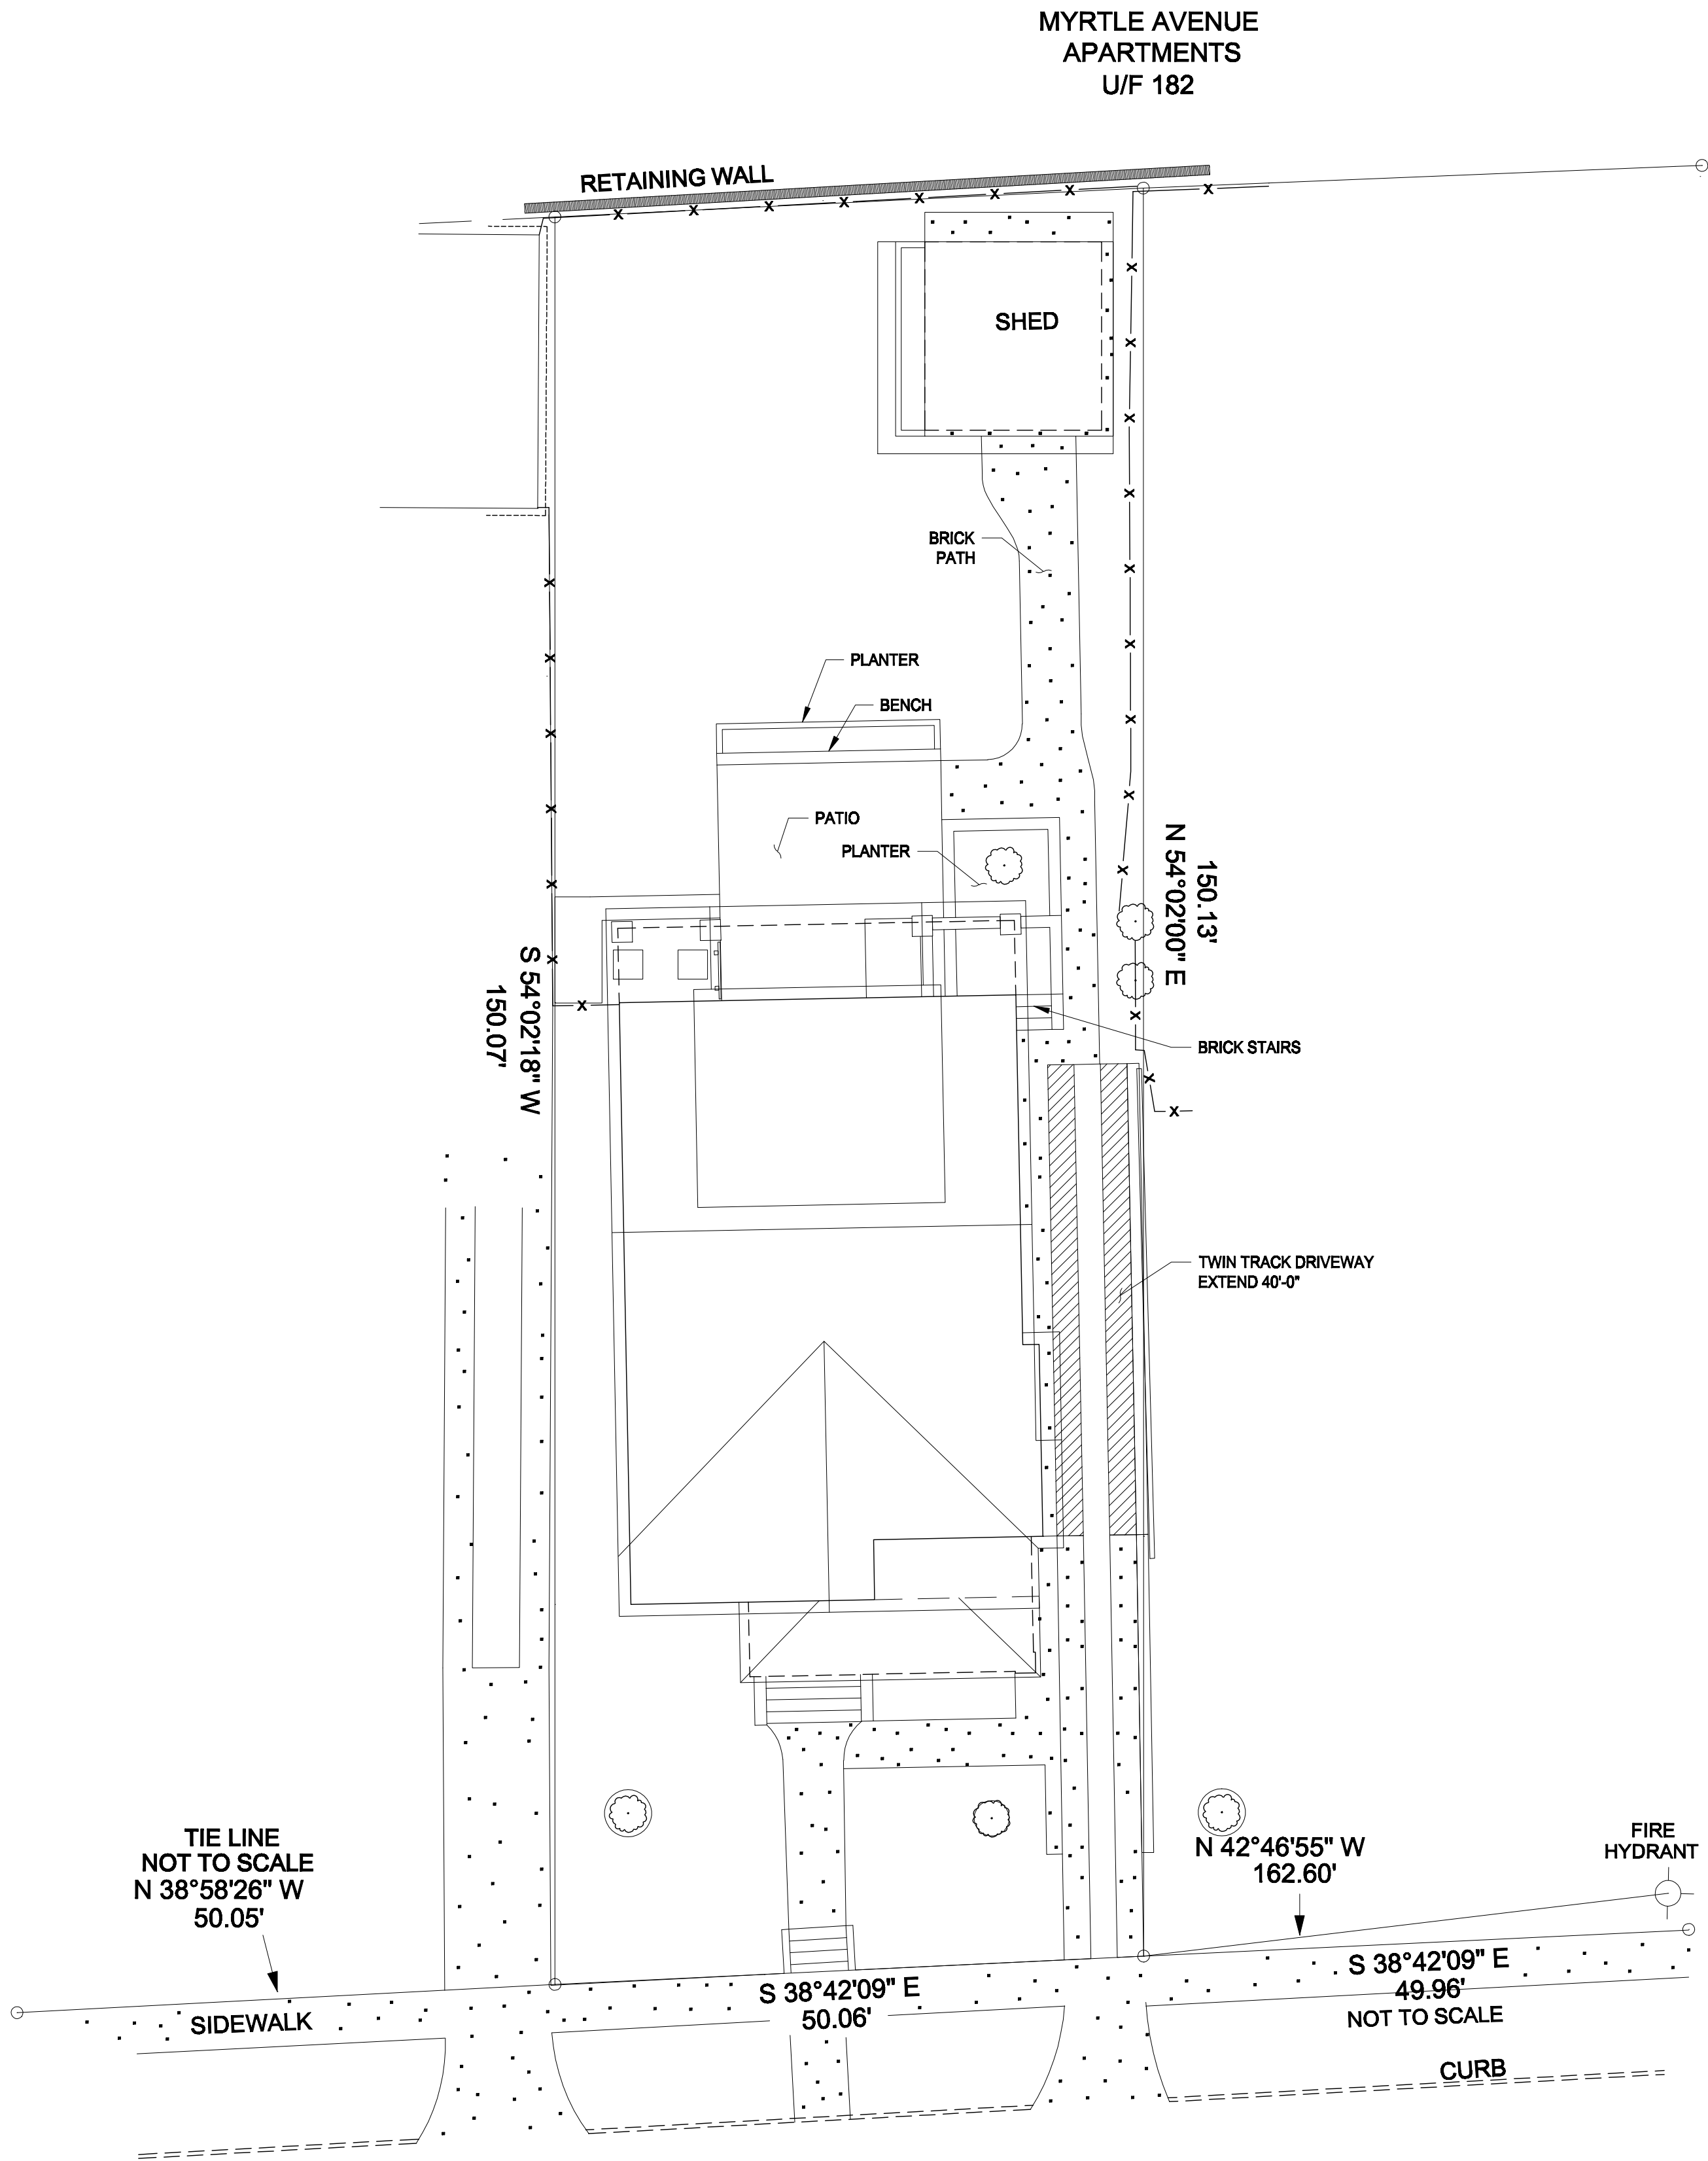 MYRTLE AVENUE
APARTMENTS
U/F 182
RETAINING WALL
SHED
BRICK
PATH
PLANTER
BENCH
PATIO
PLANTER
150.13'
N 54°02'00" E
S 54°02'18" W
150.07'
BRICK STAIRS
TWIN TRACK DRIVEWAY
EXTEND 40'-0"
TIE LINE
NOT TO SCALE
N 38°58'26" W
50.05'
N 42°46'55" W
162.60'
FIRE
HYDRANT
SIDEWALK
S 38°42'09" E
50.06'
S 38°42'09" E
49.96'
NOT TO SCALE
CURB